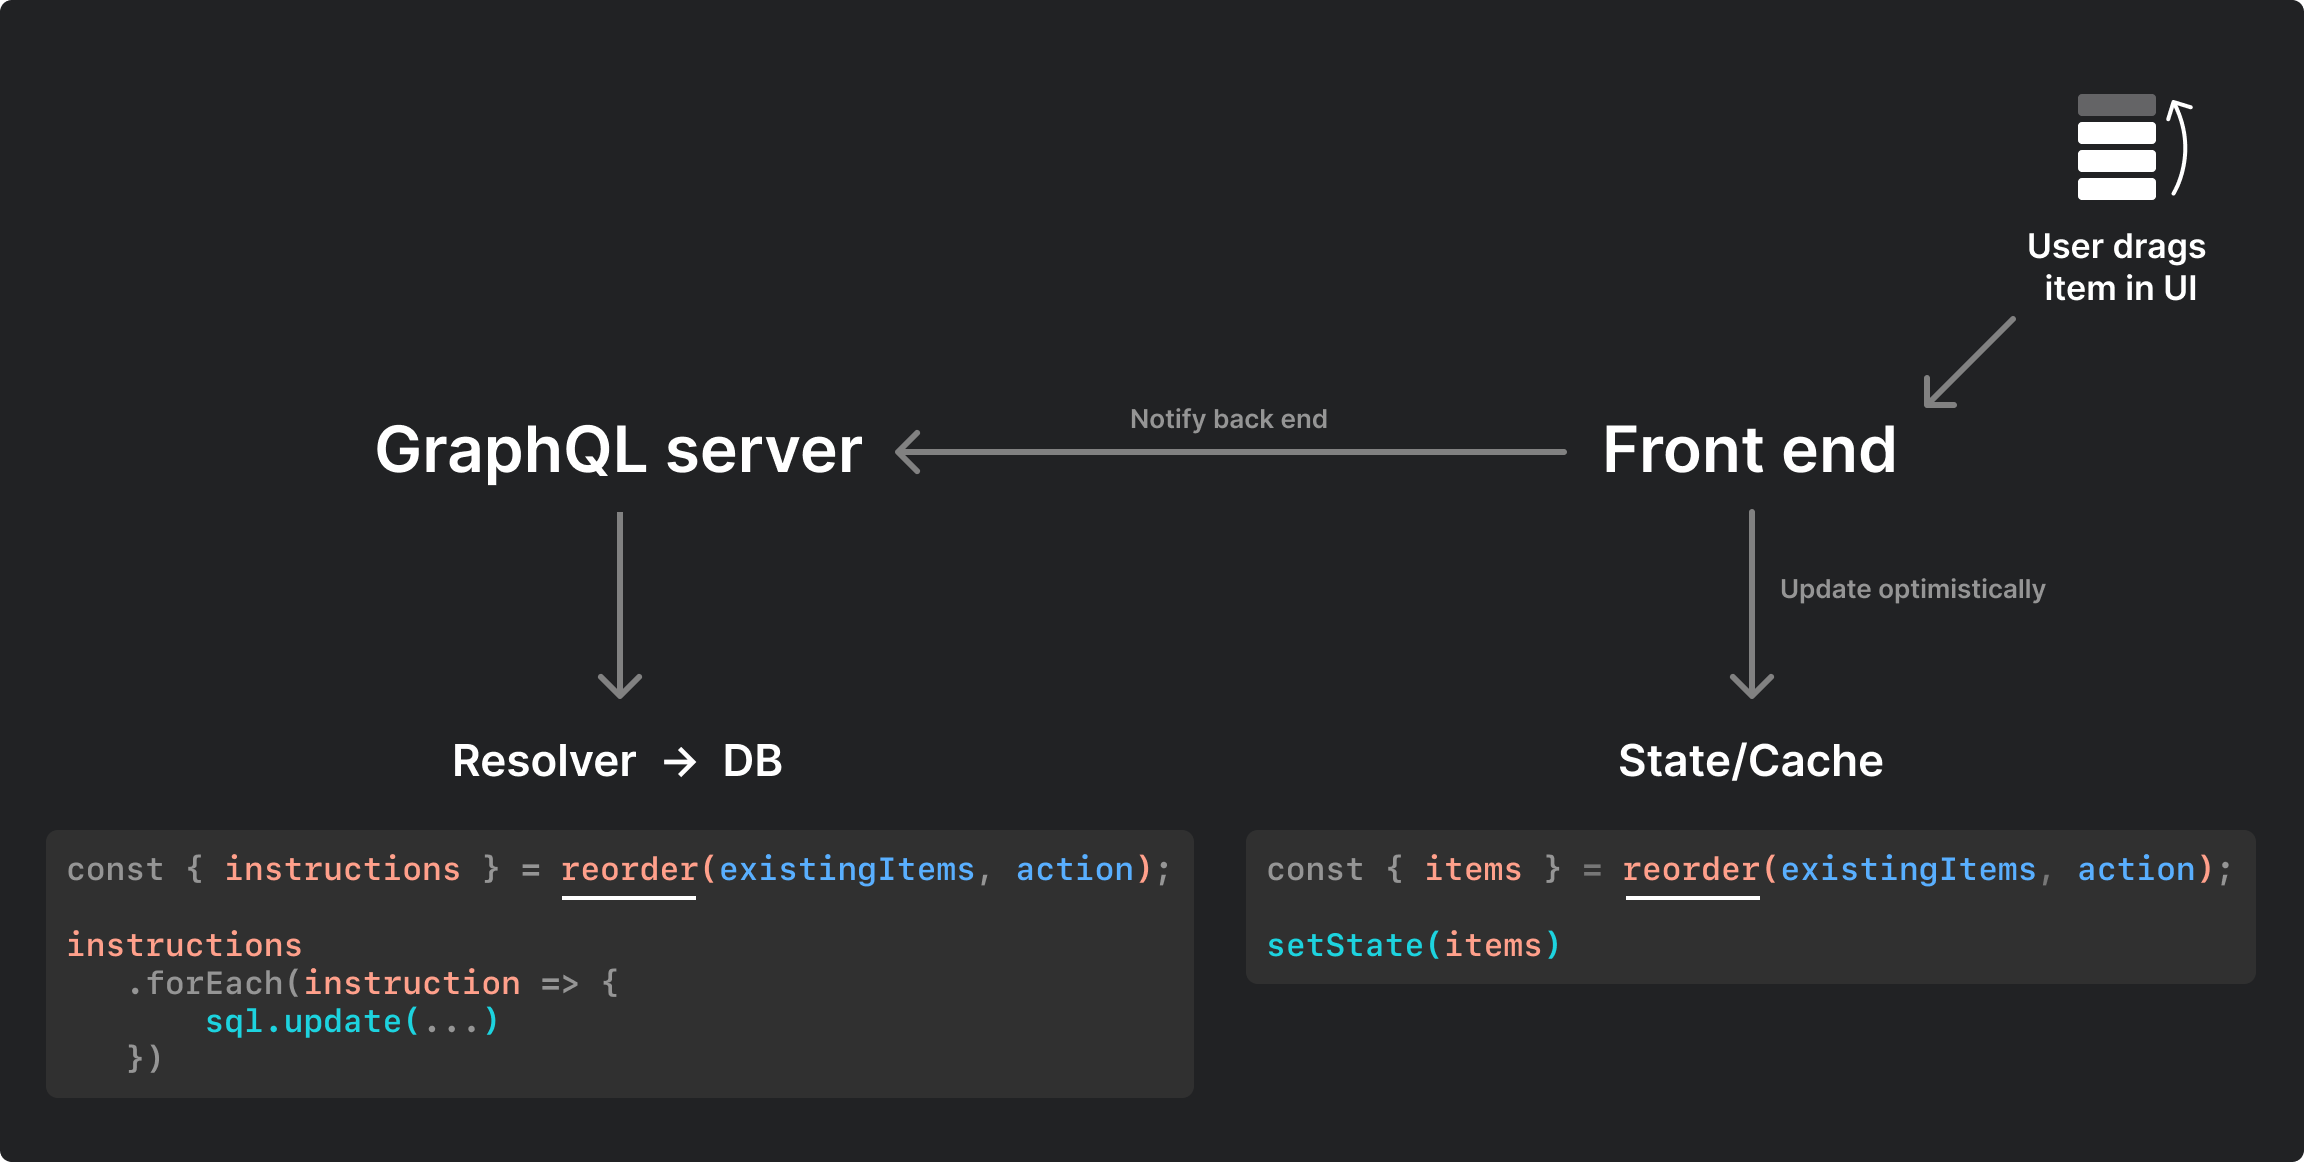 User drags
item in UI
Notify back end
GraphQL server
Front end
Update optimistically
Resolver → DB
State/Cache
const { instructions } = reorder(existingItems, action);
instructions
.forEach(instruction => {
sql.update(...)
})
const { items } = reorder(existingItems, action);
setState(items)